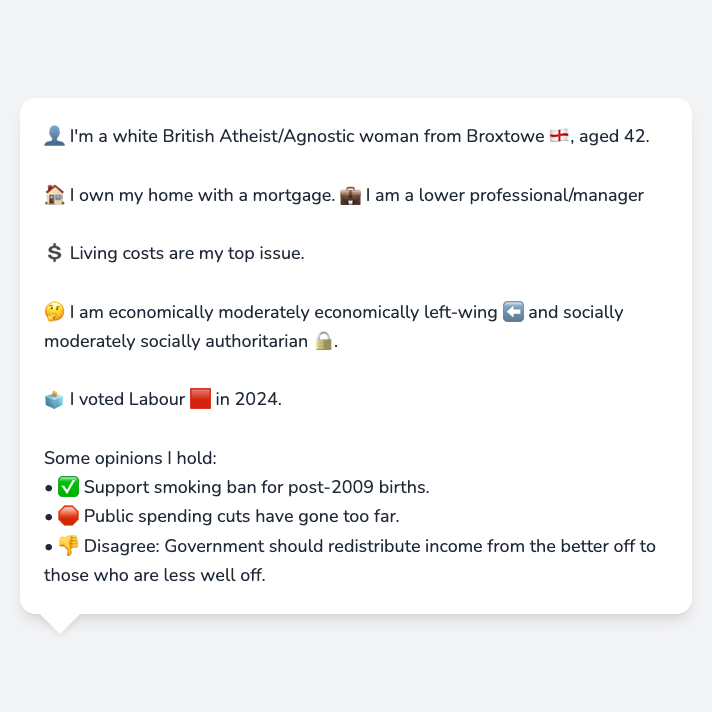 👤 I'm a white British Atheist/Agnostic woman from Broxtowe 🏴󠁧󠁢󠁥󠁮󠁧󠁿, aged 42.
🏠 I own my home with a mortgage. 💼 I am a lower professional/manager
💲 Living costs are my top issue.
🤔 I am economically moderately economically left-wing ⬅️ and socially
moderately socially authoritarian 🔒.
🗳️ I voted Labour 🟥 in 2024.
Some opinions I hold:
• ✅ Support smoking ban for post-2009 births.
• 🛑 Public spending cuts have gone too far.
• 👎 Disagree: Government should redistribute income from the better off to
those who are less well off.